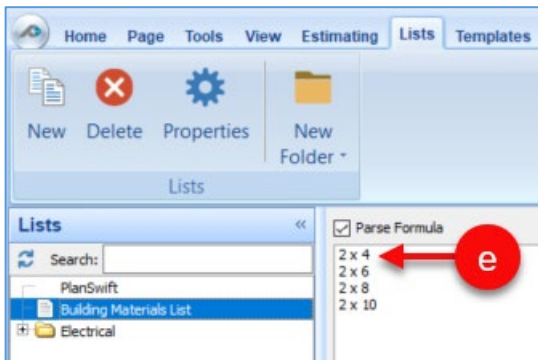 Home Page Tools View Estimating Lists Templates
New Delete Properties New Folder
Lists
Lists «
Search:
PlanSwift
Building Materials List
Electrical
Parse Formula
2 x 4
2 x 6
2 x 8
2 x 10
e